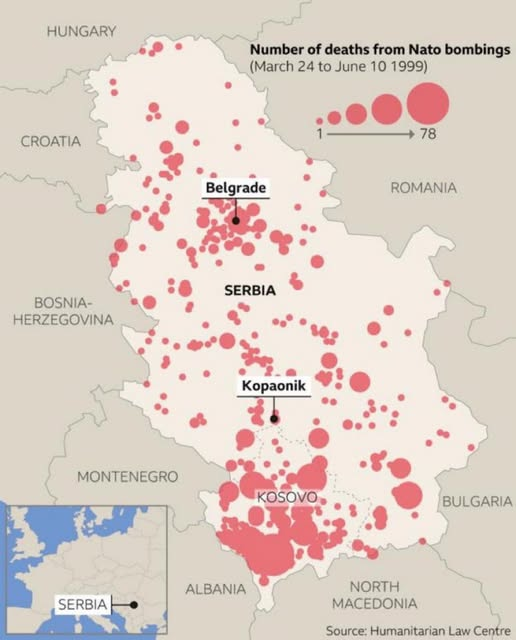 HUNGARY
Number of deaths from Nato bombings
(March 24 to June 10 1999)
1
78
CROATIA
Belgrade
ROMANIA
SERBIA
BOSNIA-
HERZEGOVINA
Kopaonik
MONTENEGRO
KOSOVO
BULGARIA
ALBANIA
NORTH
MACEDONIA
SERBIA
Source: Humanitarian Law Centre